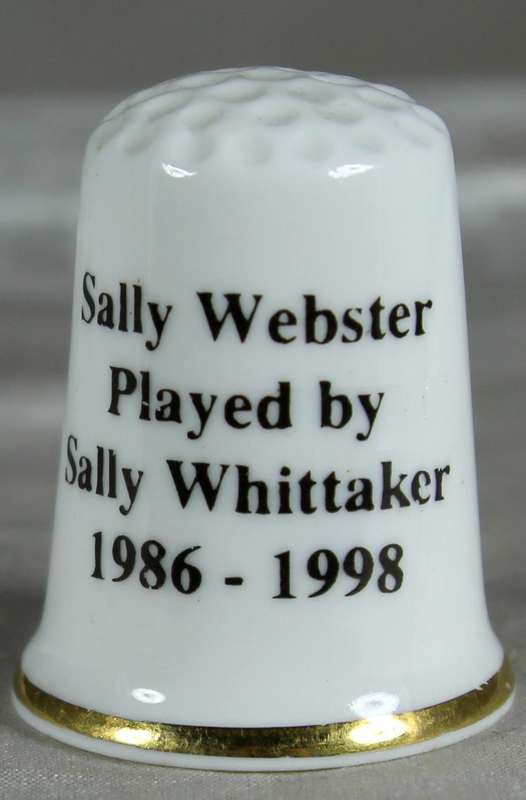 Sally Webster
Played by
Sally Whittaker
1986 - 1998